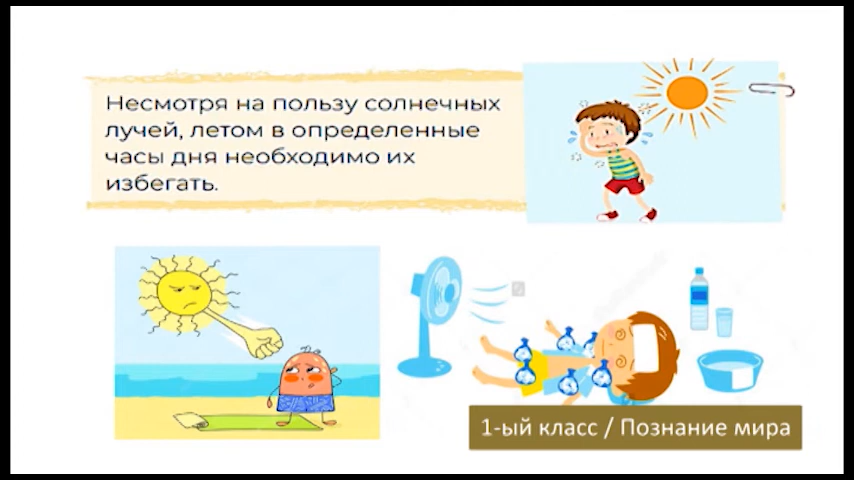 Несмотря на пользу солнечных
лучей, летом в определенные
часы дня необходимо их
избегать.
1-ый класс / Познание мира